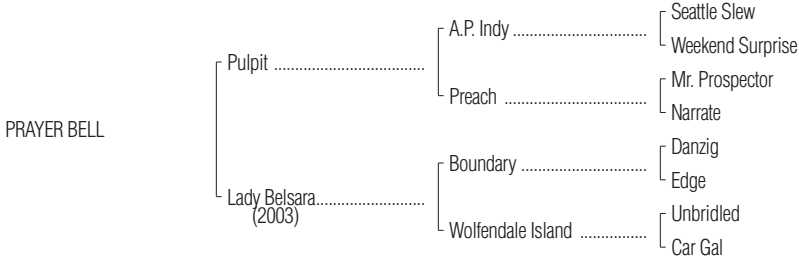 Seattle Slew
A.P. Indy ................................
Weekend Surprise
Pulpit ....................................
Mr. Prospector
Preach ..................................
Narrate
PRAYER BELL
Danzig
Boundary ..............................
Edge
Lady Belsara..........................
(2003)
Unbridled
Wolfendale Island ................
Car Gal